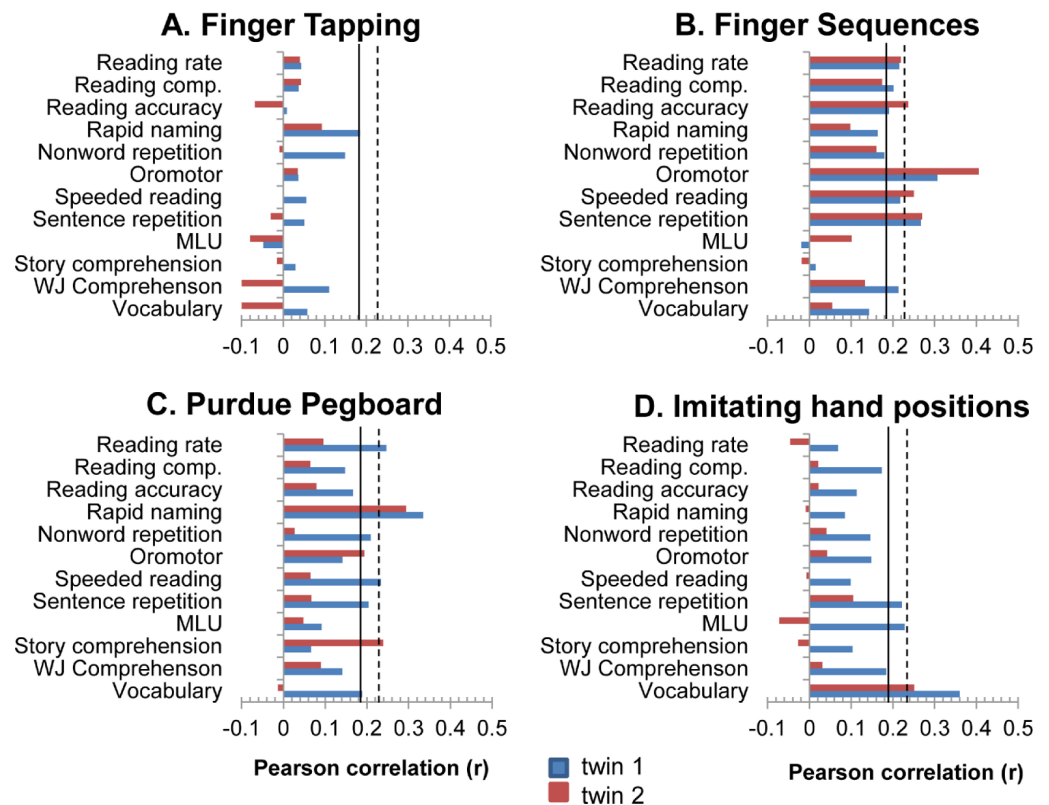 A. Finger Tapping
Reading rate
Reading comp.
Reading accuracy
Rapid naming
Nonword repetition
Oromotor
Speeded reading
Sentence repetition
MLU
Story comprehension
WJ Comprehenson
Vocabulary
-0.1 0 0.1 0.2 0.3 0.4 0.5
B. Finger Sequences
Reading rate
Reading comp.
Reading accuracy
Rapid naming
Nonword repetition
Oromotor
Speeded reading
Sentence repetition
MLU
Story comprehension
WJ Comprehenson
Vocabulary
-0.1 0 0.1 0.2 0.3 0.4 0.5
C. Purdue Pegboard
Reading rate
Reading comp.
Reading accuracy
Rapid naming
Nonword repetition
Oromotor
Speeded reading
Sentence repetition
MLU
Story comprehension
WJ Comprehenson
Vocabulary
-0.1 0 0.1 0.2 0.3 0.4 0.5
Pearson correlation (r)
D. Imitating hand positions
Reading rate
Reading comp.
Reading accuracy
Rapid naming
Nonword repetition
Oromotor
Speeded reading
Sentence repetition
MLU
Story comprehension
WJ Comprehenson
Vocabulary
-0.1 0 0.1 0.2 0.3 0.4 0.5
Pearson correlation (r)
twin 1
twin 2